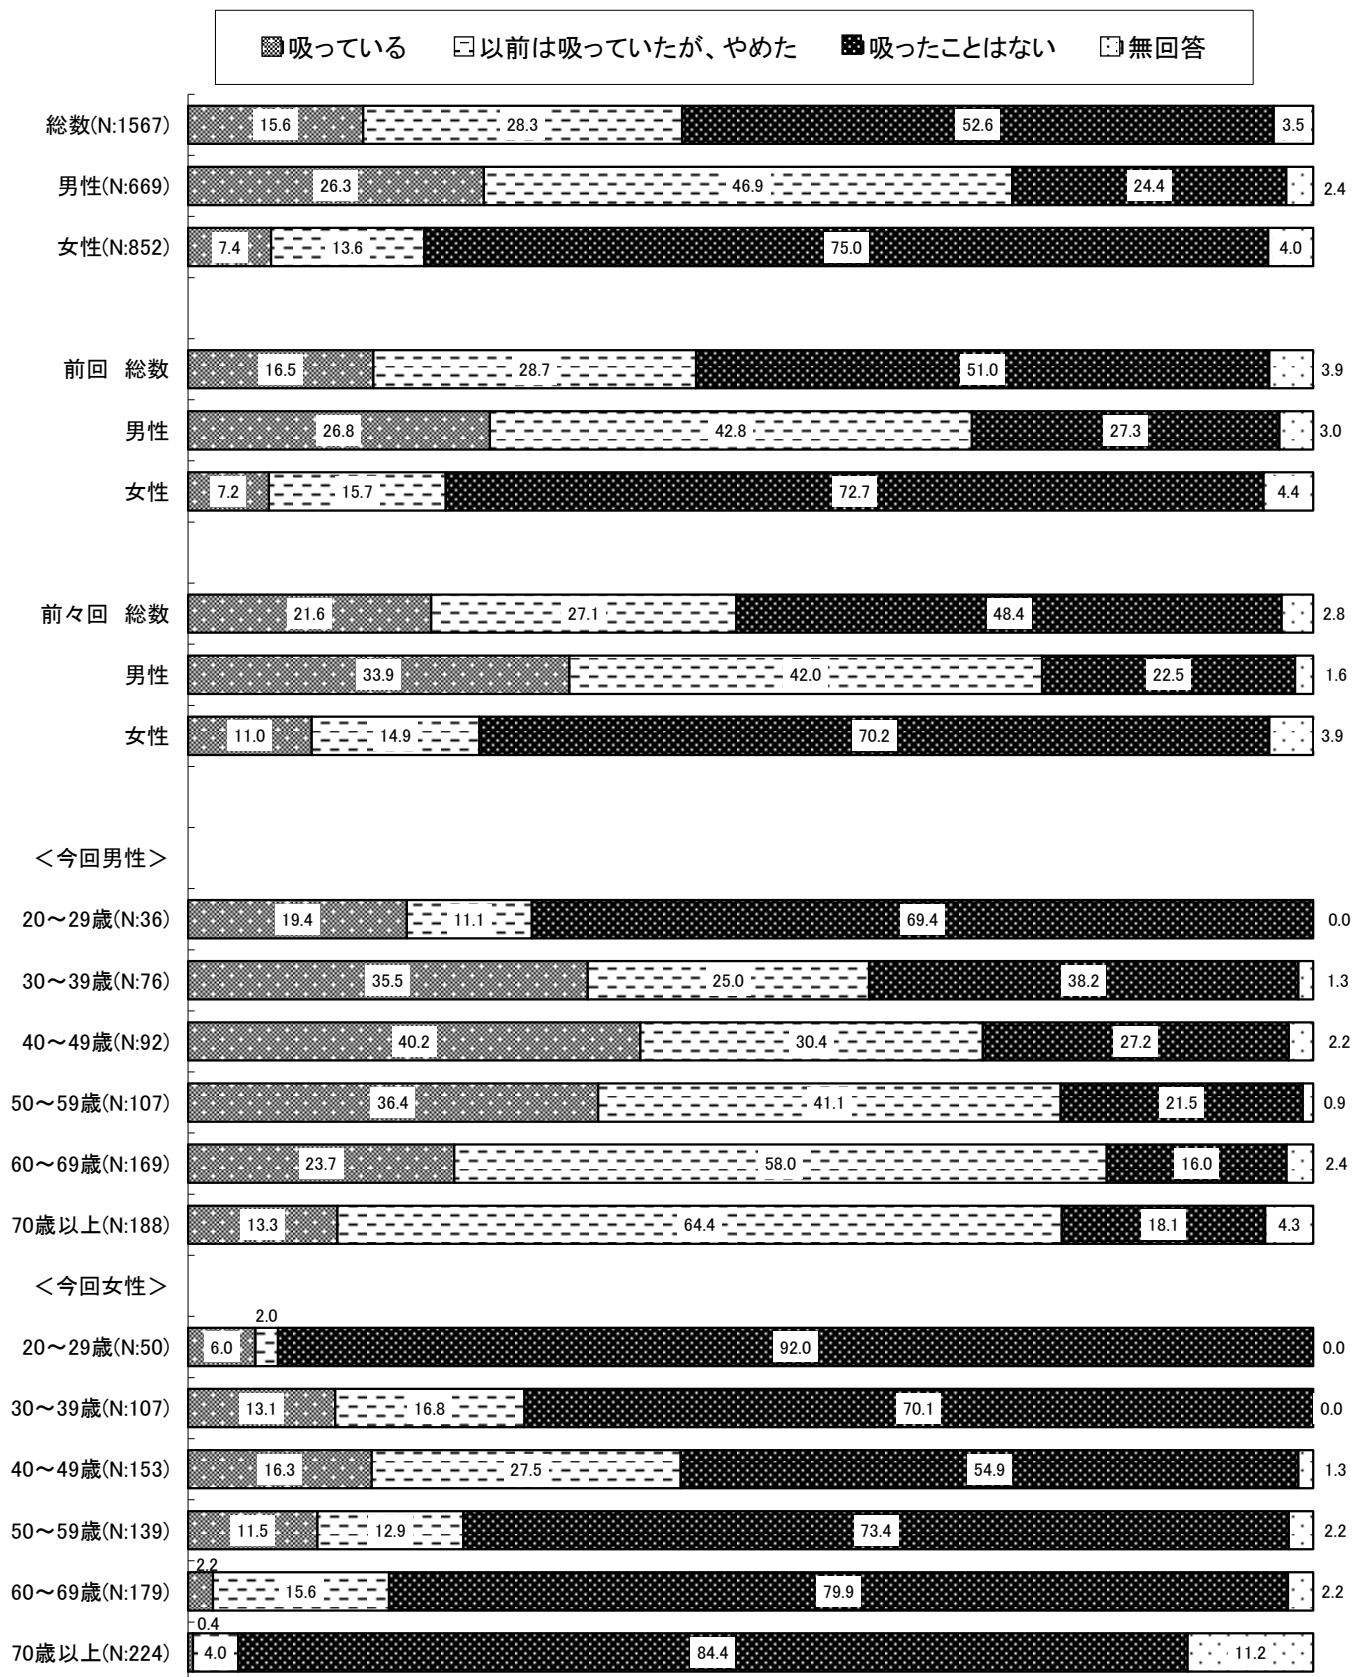 吸っている 以前は吸っていたが、やめた 吸ったことはない 無回答
総数(N:1567) 15.6 28.3 52.6 3.5
男性(N:669) 26.3 46.9 24.4 2.4
女性(N:852) 7.4 13.6 75.0 4.0
前回 総数 16.5 28.7 51.0 3.9
男性 26.8 42.8 27.3 3.0
女性 7.2 15.7 72.7 4.4
前々回 総数 21.6 27.1 48.4 2.8
男性 33.9 42.0 22.5 1.6
女性 11.0 14.9 70.2 3.9
＜今回男性＞
20～29歳(N:36) 19.4 11.1 69.4 0.0
30～39歳(N:76) 35.5 25.0 38.2 1.3
40～49歳(N:92) 40.2 30.4 27.2 2.2
50～59歳(N:107) 36.4 41.1 21.5 0.9
60～69歳(N:169) 23.7 58.0 16.0 2.4
70歳以上(N:188) 13.3 64.4 18.1 4.3
＜今回女性＞
20～29歳(N:50) 6.0 2.0 92.0 0.0
30～39歳(N:107) 13.1 16.8 70.1 0.0
40～49歳(N:153) 16.3 27.5 54.9 1.3
50～59歳(N:139) 11.5 12.9 73.4 2.2
60～69歳(N:179) 2.2 15.6 79.9 2.2
70歳以上(N:224) 0.4 4.0 84.4 11.2